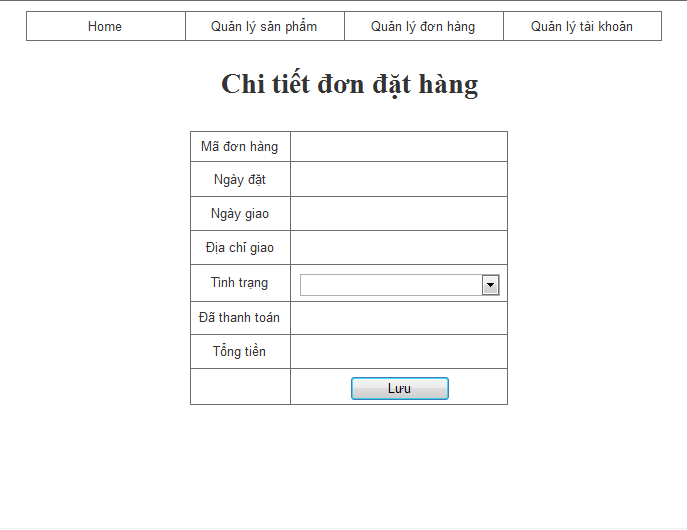 Home Quản lý sản phẩm Quản lý đơn hàng Quản lý tài khoản
Chi tiết đơn đặt hàng
Mã đơn hàng
Ngày đặt
Ngày giao
Địa chỉ giao
Tình trạng
Đã thanh toán
Tổng tiền
Lưu